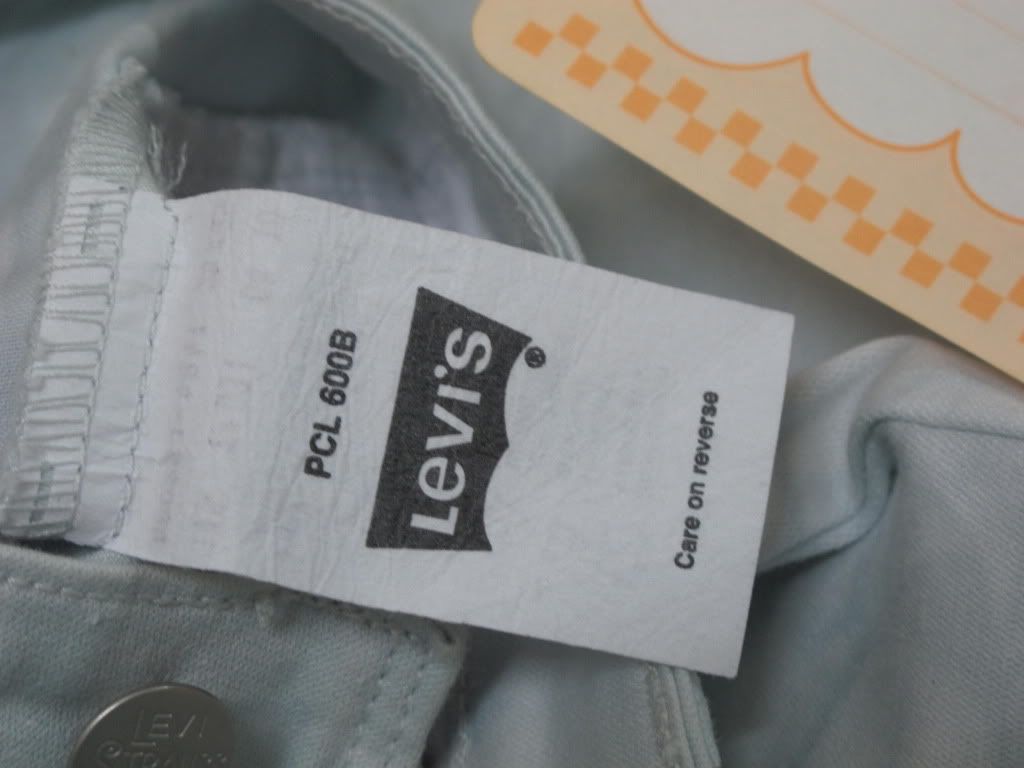 PCL 600B
Levi's®
Care on reverse
LEVI
STRAUSS